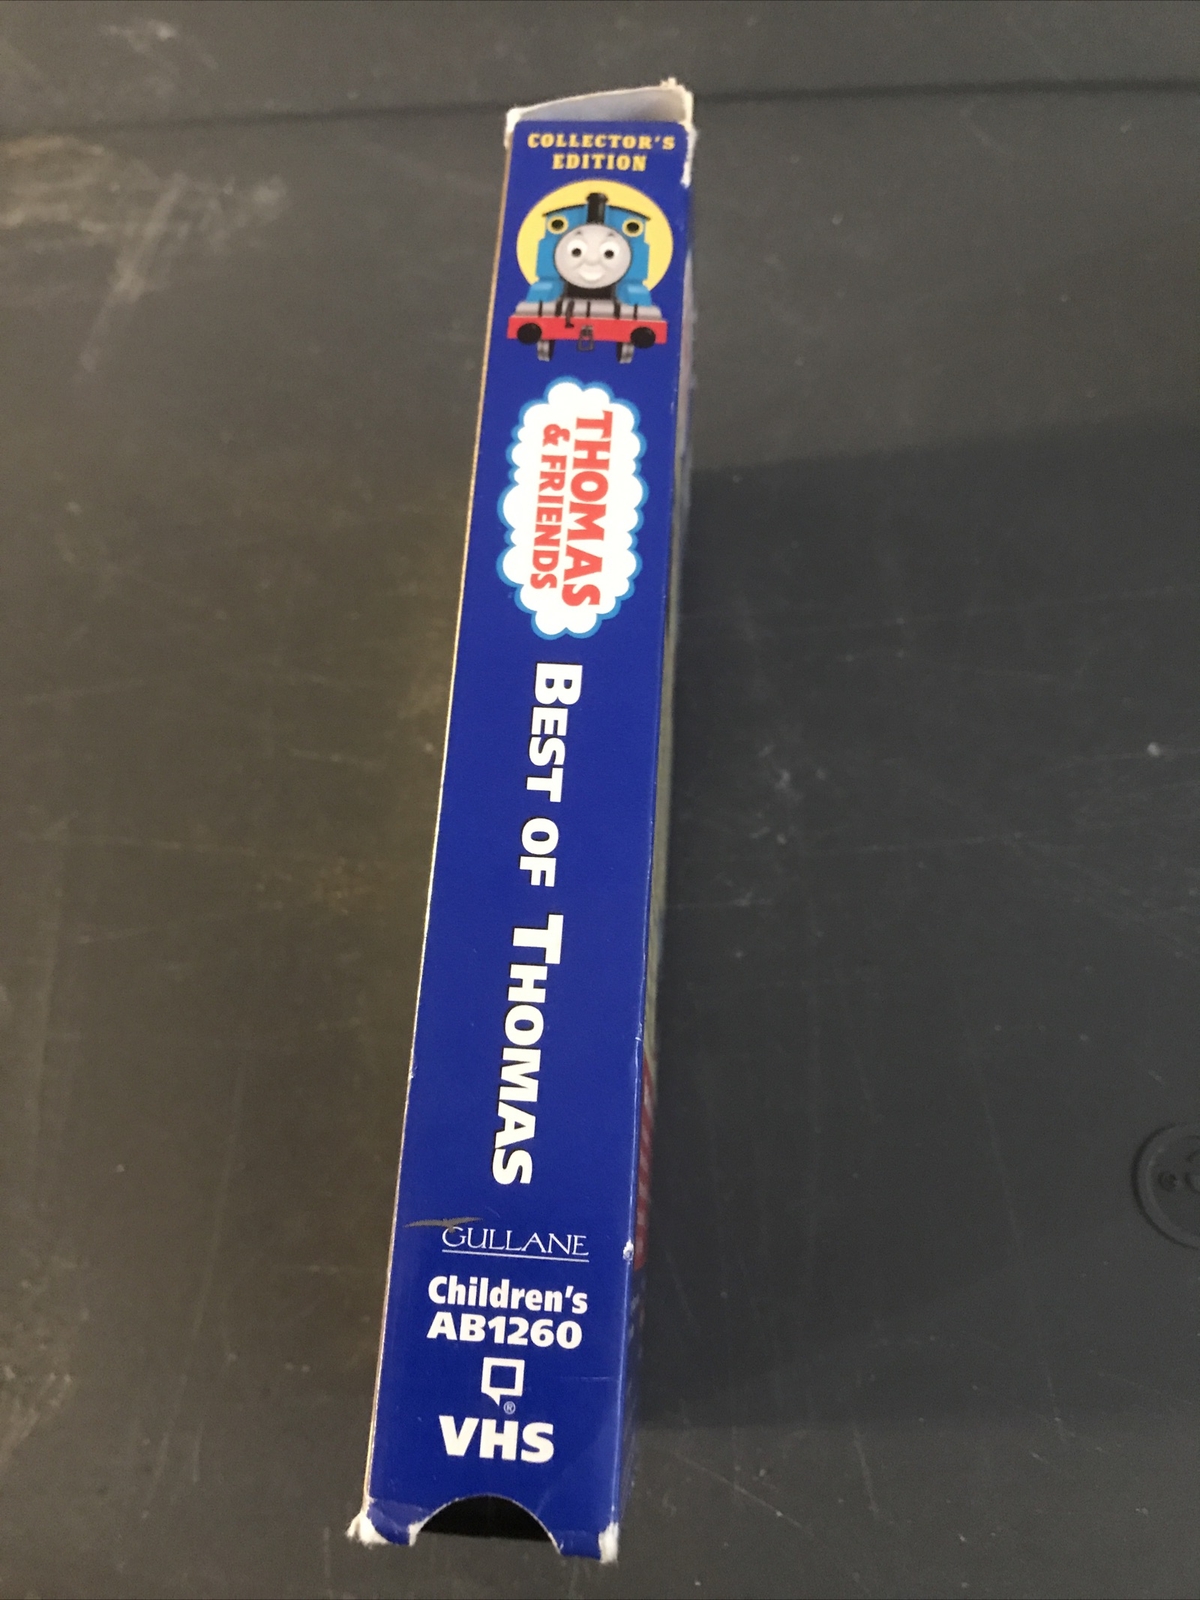 COLLECTOR'S
EDITION
THOMAS
& FRIENDS
BEST OF THOMAS
GULLANE
Children's
AB1260
®
VHS